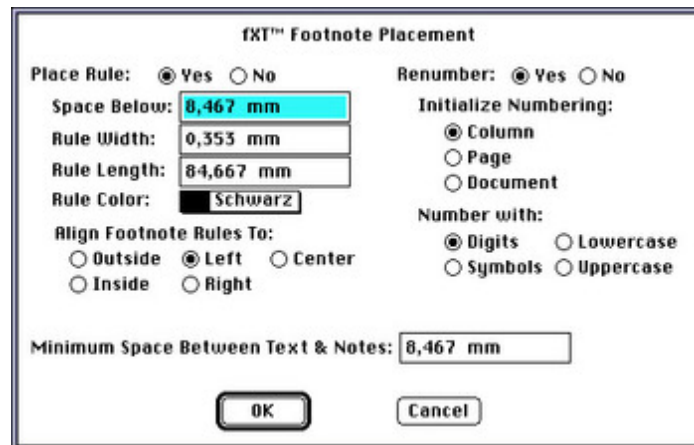 fXT™ Footnote Placement
Place Rule: Yes No
Space Below: 8,467 mm
Rule Width: 0,353 mm
Rule Length: 84,667 mm
Rule Color: Schwarz
Align Footnote Rules To:
Outside Left Center
Inside Right
Renumber: Yes No
Initialize Numbering:
Column
Page
Document
Number with:
Digits Lowercase
Symbols Uppercase
Minimum Space Between Text & Notes: 8,467 mm
OK Cancel